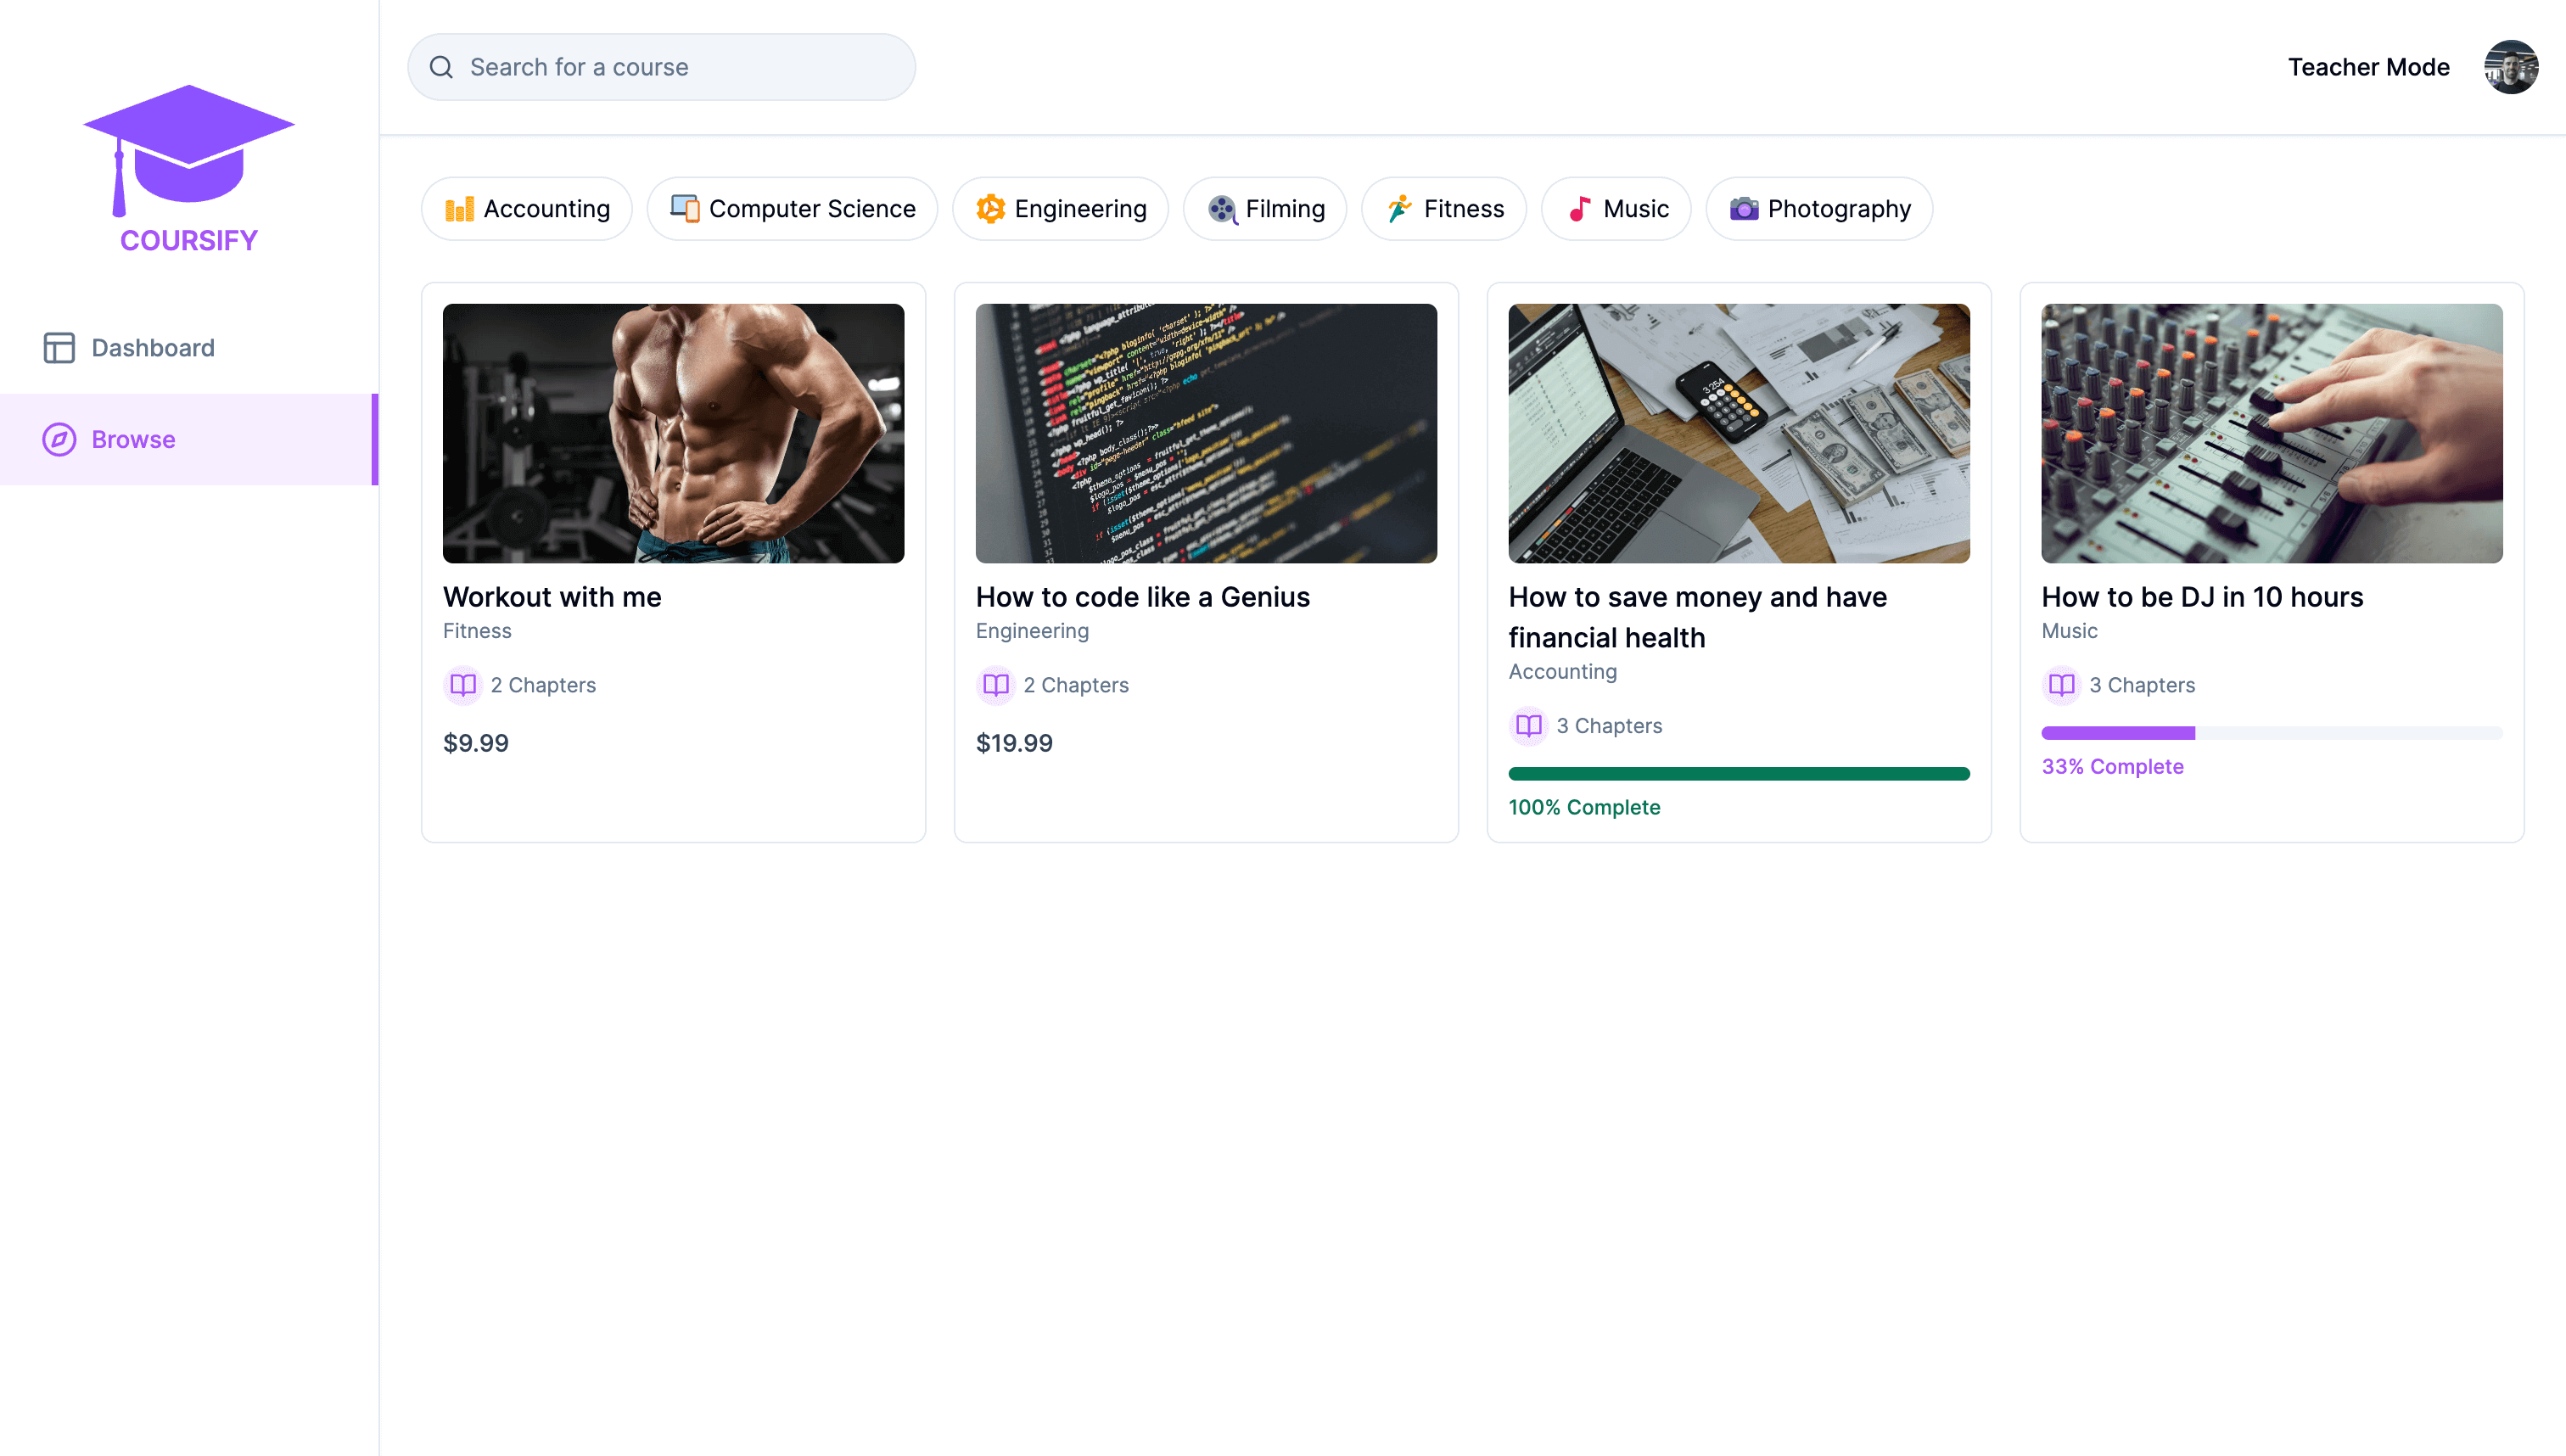 COURSIFY
Dashboard
Browse
Search for a course
Teacher Mode
Accounting
Computer Science
Engineering
Filming
Fitness
Music
Photography
Workout with me
Fitness
2 Chapters
$9.99
How to code like a Genius
Engineering
2 Chapters
$19.99
How to save money and have
financial health
Accounting
3 Chapters
100% Complete
How to be DJ in 10 hours
Music
3 Chapters
33% Complete